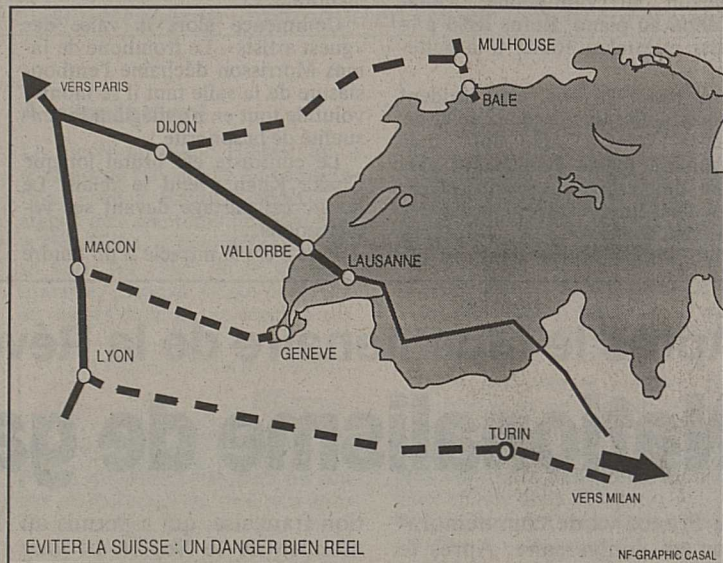 MULHOUSE
VERS PARIS
BALE
DIJON
MACON
VALLORBE
LAUSANNE
GENEVE
LYON
TURIN
VERS MILAN
EVITER LA SUISSE : UN DANGER BIEN REEL
NF-GRAPHIC CASAL